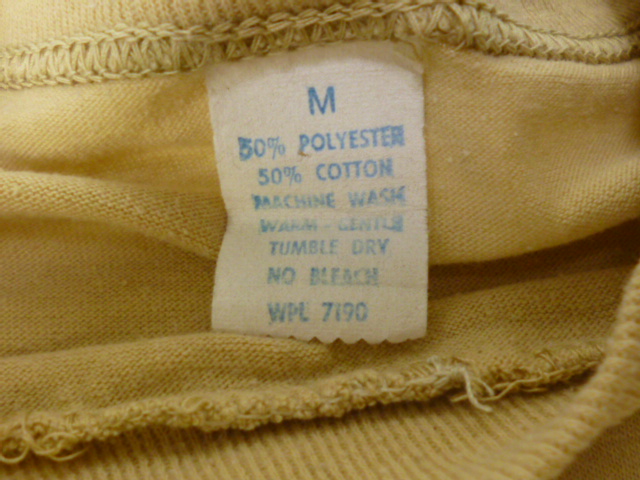 M
50% POLYESTER
50% COTTON
MACHINE WASH
WARM - GENTLE
TUMBLE DRY
NO BLEACH
WPL 7190